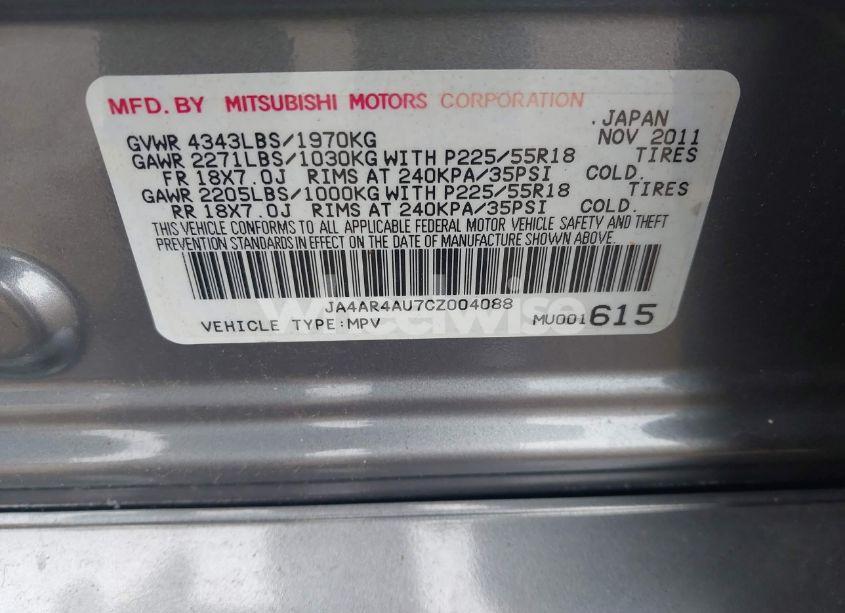 MFD. BY MITSUBISHI MOTORS CORPORATION
JAPAN
GVWR 4343LBS/1970KG NOV 2011
GAWR 2271LBS/1030KG WITH P225/55R18 TIRES
FR 18X7.0J RIMS AT 240KPA/35PSI COLD.
GAWR 2205LBS/1000KG WITH P225/55R18 TIRES
RR 18X7.0J RIMS AT 240KPA/35PSI COLD.
THIS VEHICLE CONFORMS TO ALL APPLICABLE FEDERAL MOTOR VEHICLE SAFETY AND THEFT
PREVENTION STANDARDS IN EFFECT ON THE DATE OF MANUFACTURE SHOWN ABOVE.
JA4AR4AU7CZ004088
VEHICLE TYPE:MPV MU001615
Wheelwise